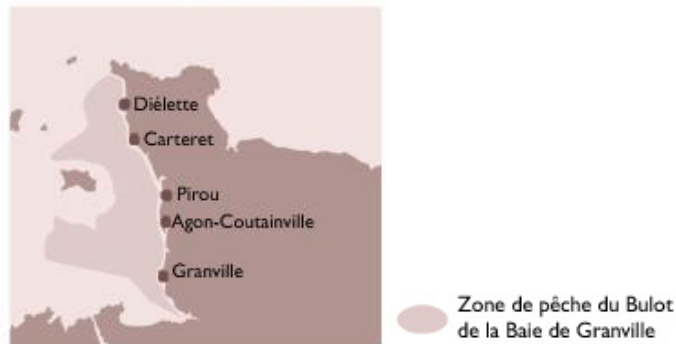 Diélette
Carteret
Pirou
Agon-Coutainville
Granville
Zone de pêche du Bulot
de la Baie de Granville